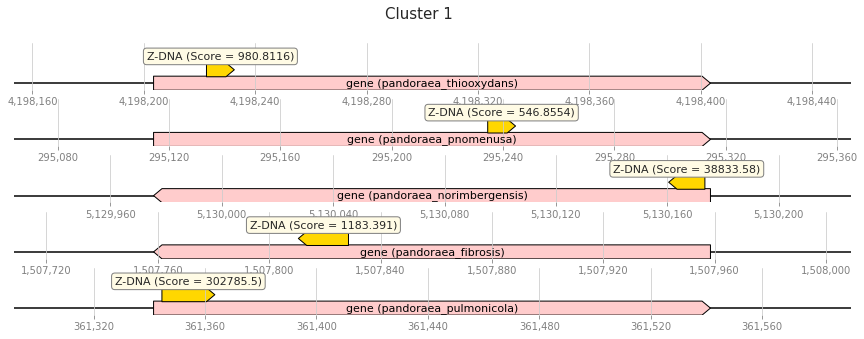 Cluster 1
Z-DNA (Score = 980.8116)
gene (pandoraea_thiooxydans)
4,198,160 4,198,200 4,198,240 4,198,280 4,198,320 4,198,360 4,198,400 4,198,440
Z-DNA (Score = 546.8554)
gene (pandoraea_pnomenusa)
295,080 295,120 295,160 295,200 295,240 295,280 295,320 295,360
Z-DNA (Score = 38833.58)
gene (pandoraea_norimbergensis)
5,129,960 5,130,000 5,130,040 5,130,080 5,130,120 5,130,160 5,130,200
Z-DNA (Score = 1183.391)
gene (pandoraea_fibrosis)
1,507,720 1,507,760 1,507,800 1,507,840 1,507,880 1,507,920 1,507,960 1,508,000
Z-DNA (Score = 302785.5)
gene (pandoraea_pulmonicola)
361,320 361,360 361,400 361,440 361,480 361,520 361,560